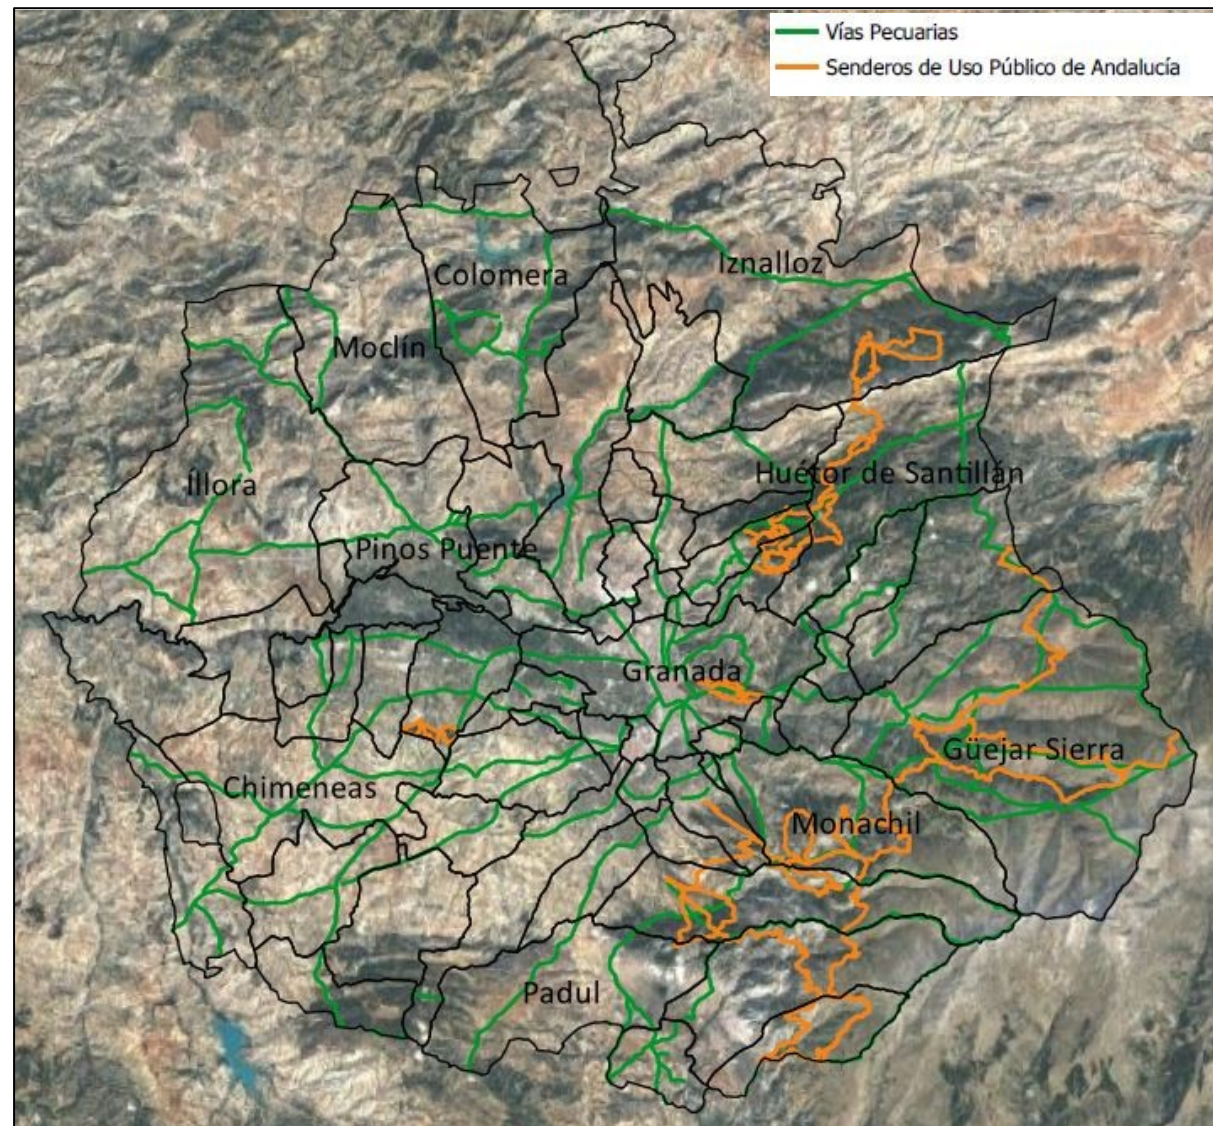 Vías Pecuarias
Senderos de Uso Público de Andalucía
Iznalloz
Colomera
Moclín
Huétor de Santillán
Íllora
Pinos Puente
Granada
Güejar Sierra
Chimeneas
Monachil
Padul